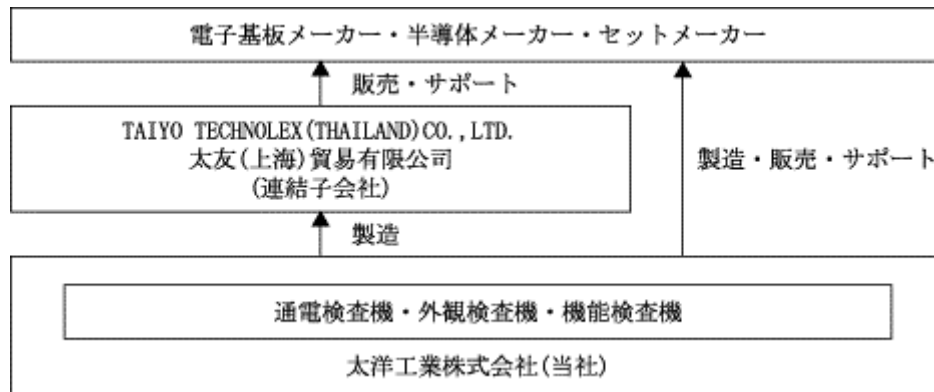 電子基板メーカー・半導体メーカー・セットメーカー
販売・サポート
TAIYO TECHNOLEX(THAILAND)CO.,LTD.
太友(上海)貿易有限公司
(連結子会社)
製造・販売・サポート
製造
通電検査機・外観検査機・機能検査機
太洋工業株式会社(当社)